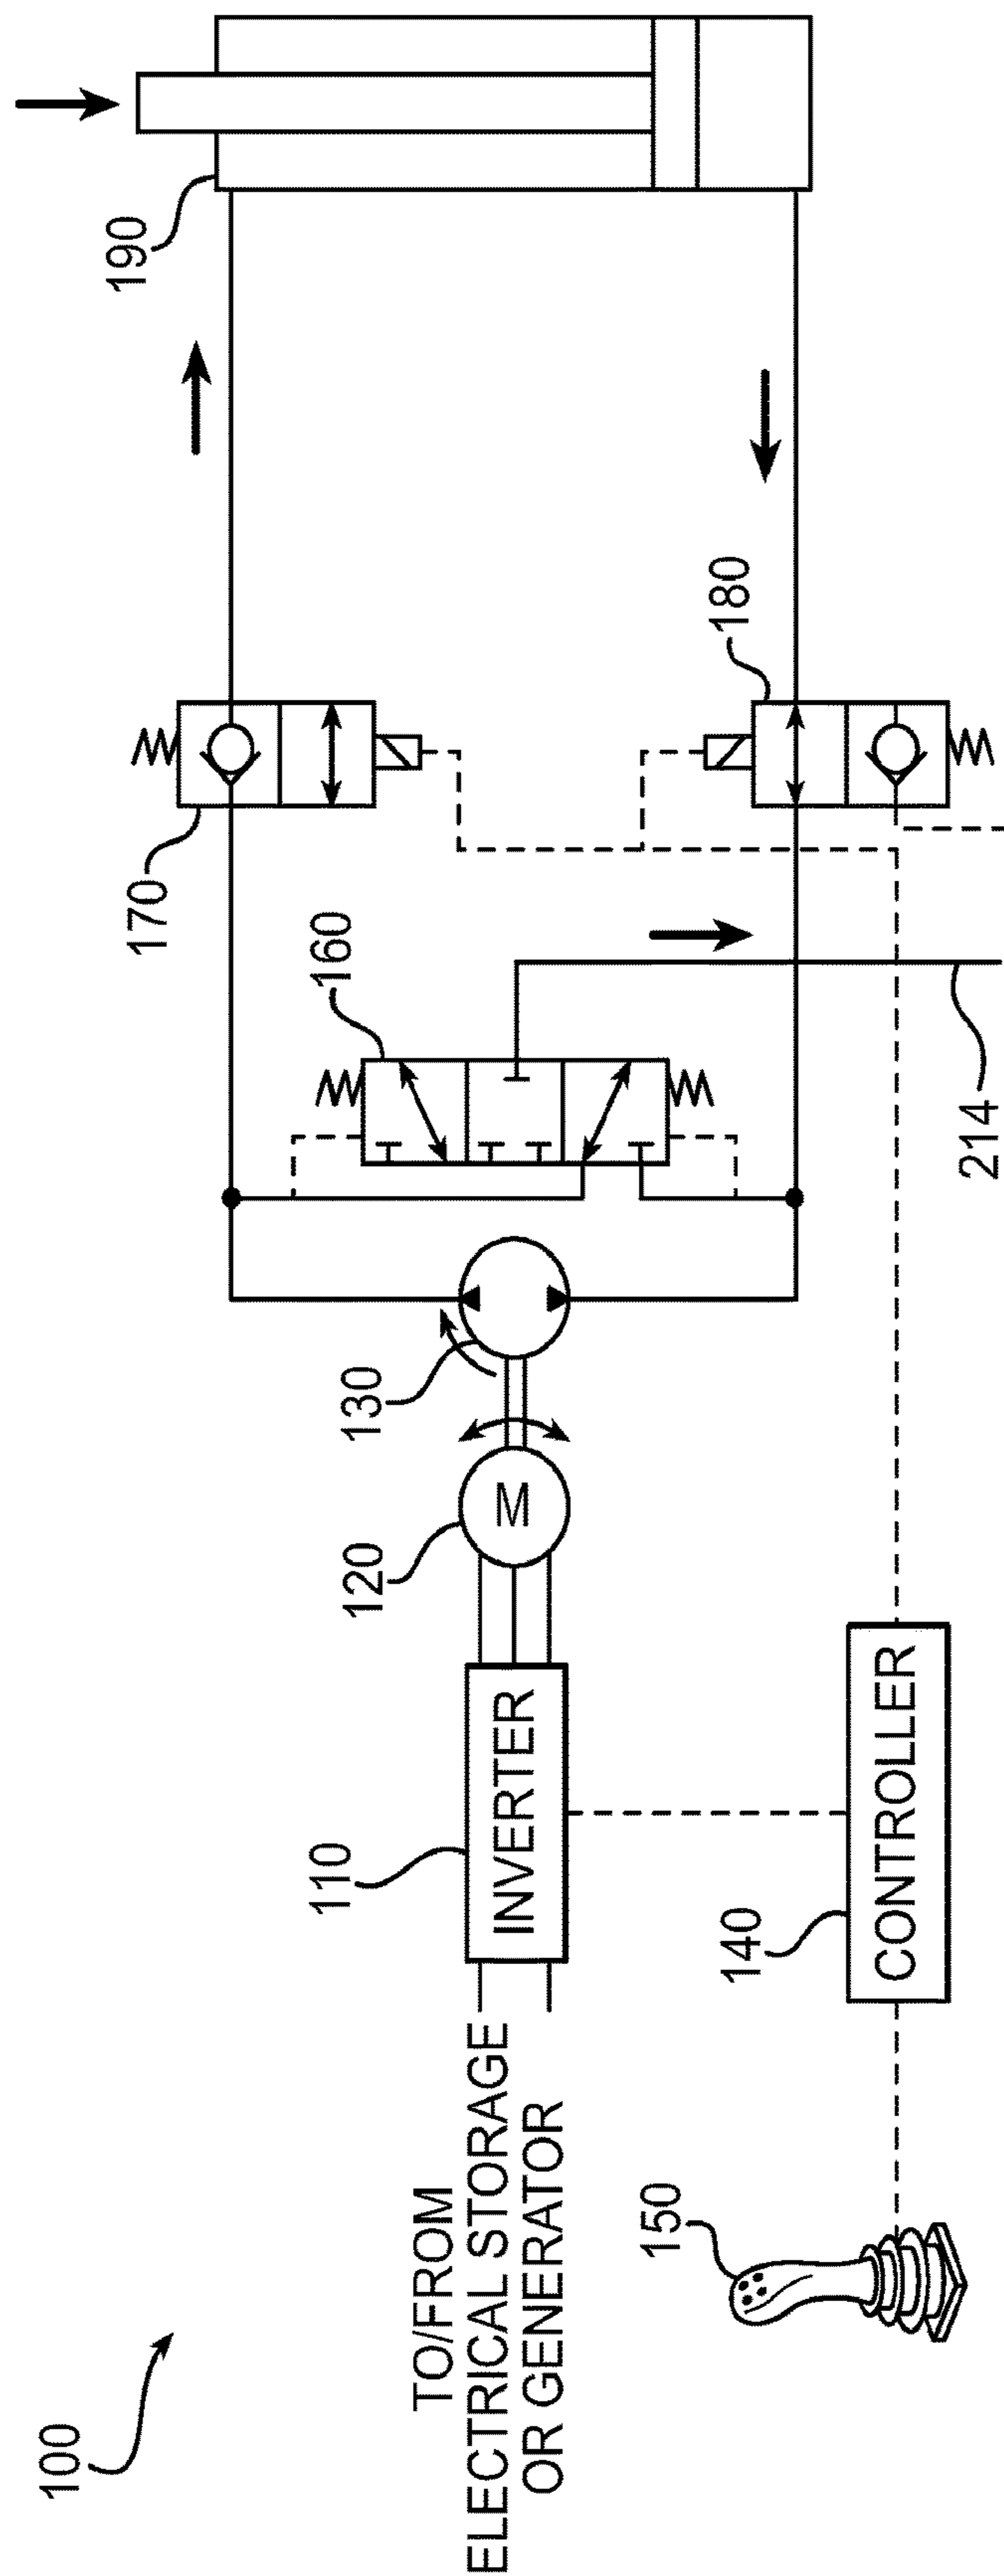 100
TO/FROM
ELECTRICAL STORAGE
OR GENERATOR
150
110
INVERTER
140
CONTROLLER
120
M
130
160
214
170
180
190